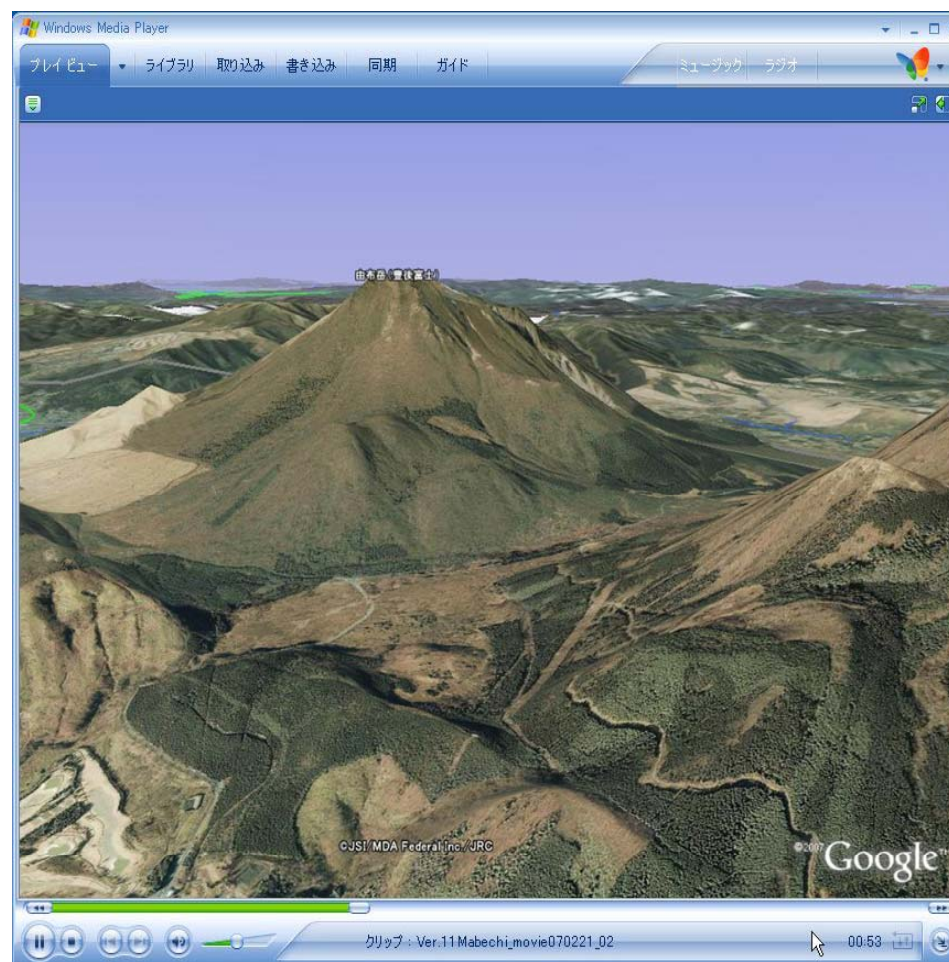 Windows Media Player
プレイ ビュー ライブラリ 取り込み 書き込み 同期 ガイド ミュージック ラジオ
由布岳(豊後富士)
©JSI/MDA Federal Inc., JRC
©2007 Google™
クリップ：Ver.11 Mabechi_movie070221_02 00:53